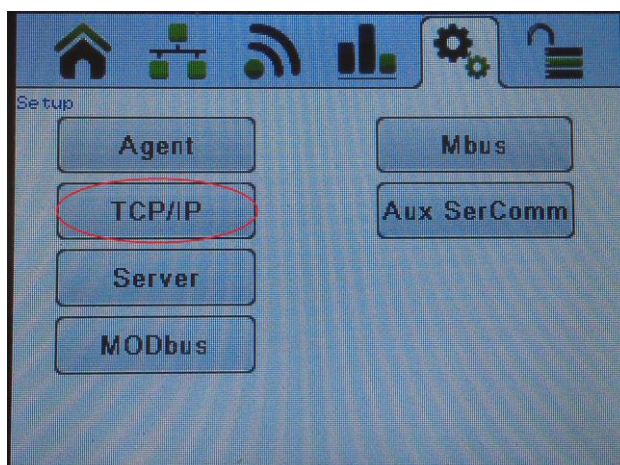 Setup
Agent
Mbus
TCP/IP
Aux SerComm
Server
MODbus